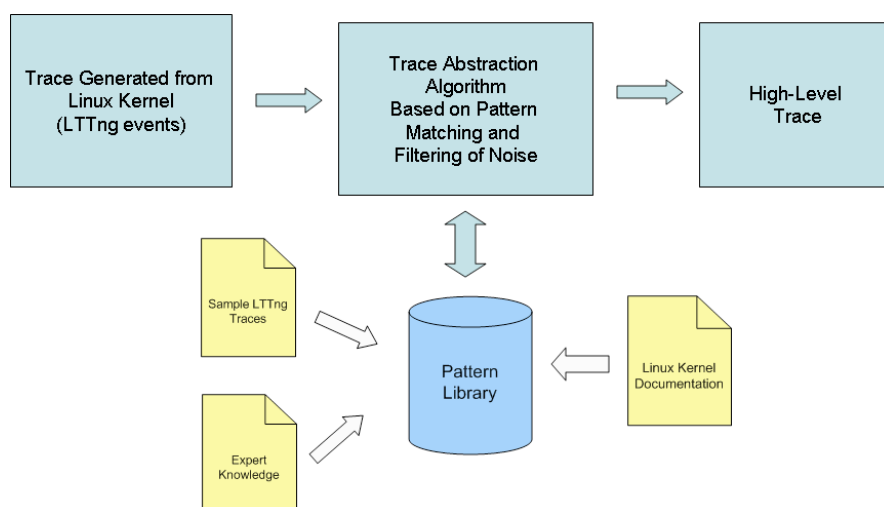 Trace Generated from
Linux Kernel
(LTTng events)
Trace Abstraction
Algorithm
Based on Pattern
Matching and
Filtering of Noise
High-Level
Trace
Sample LTTng
Traces
Pattern
Library
Linux Kernel
Documentation
Expert
Knowledge